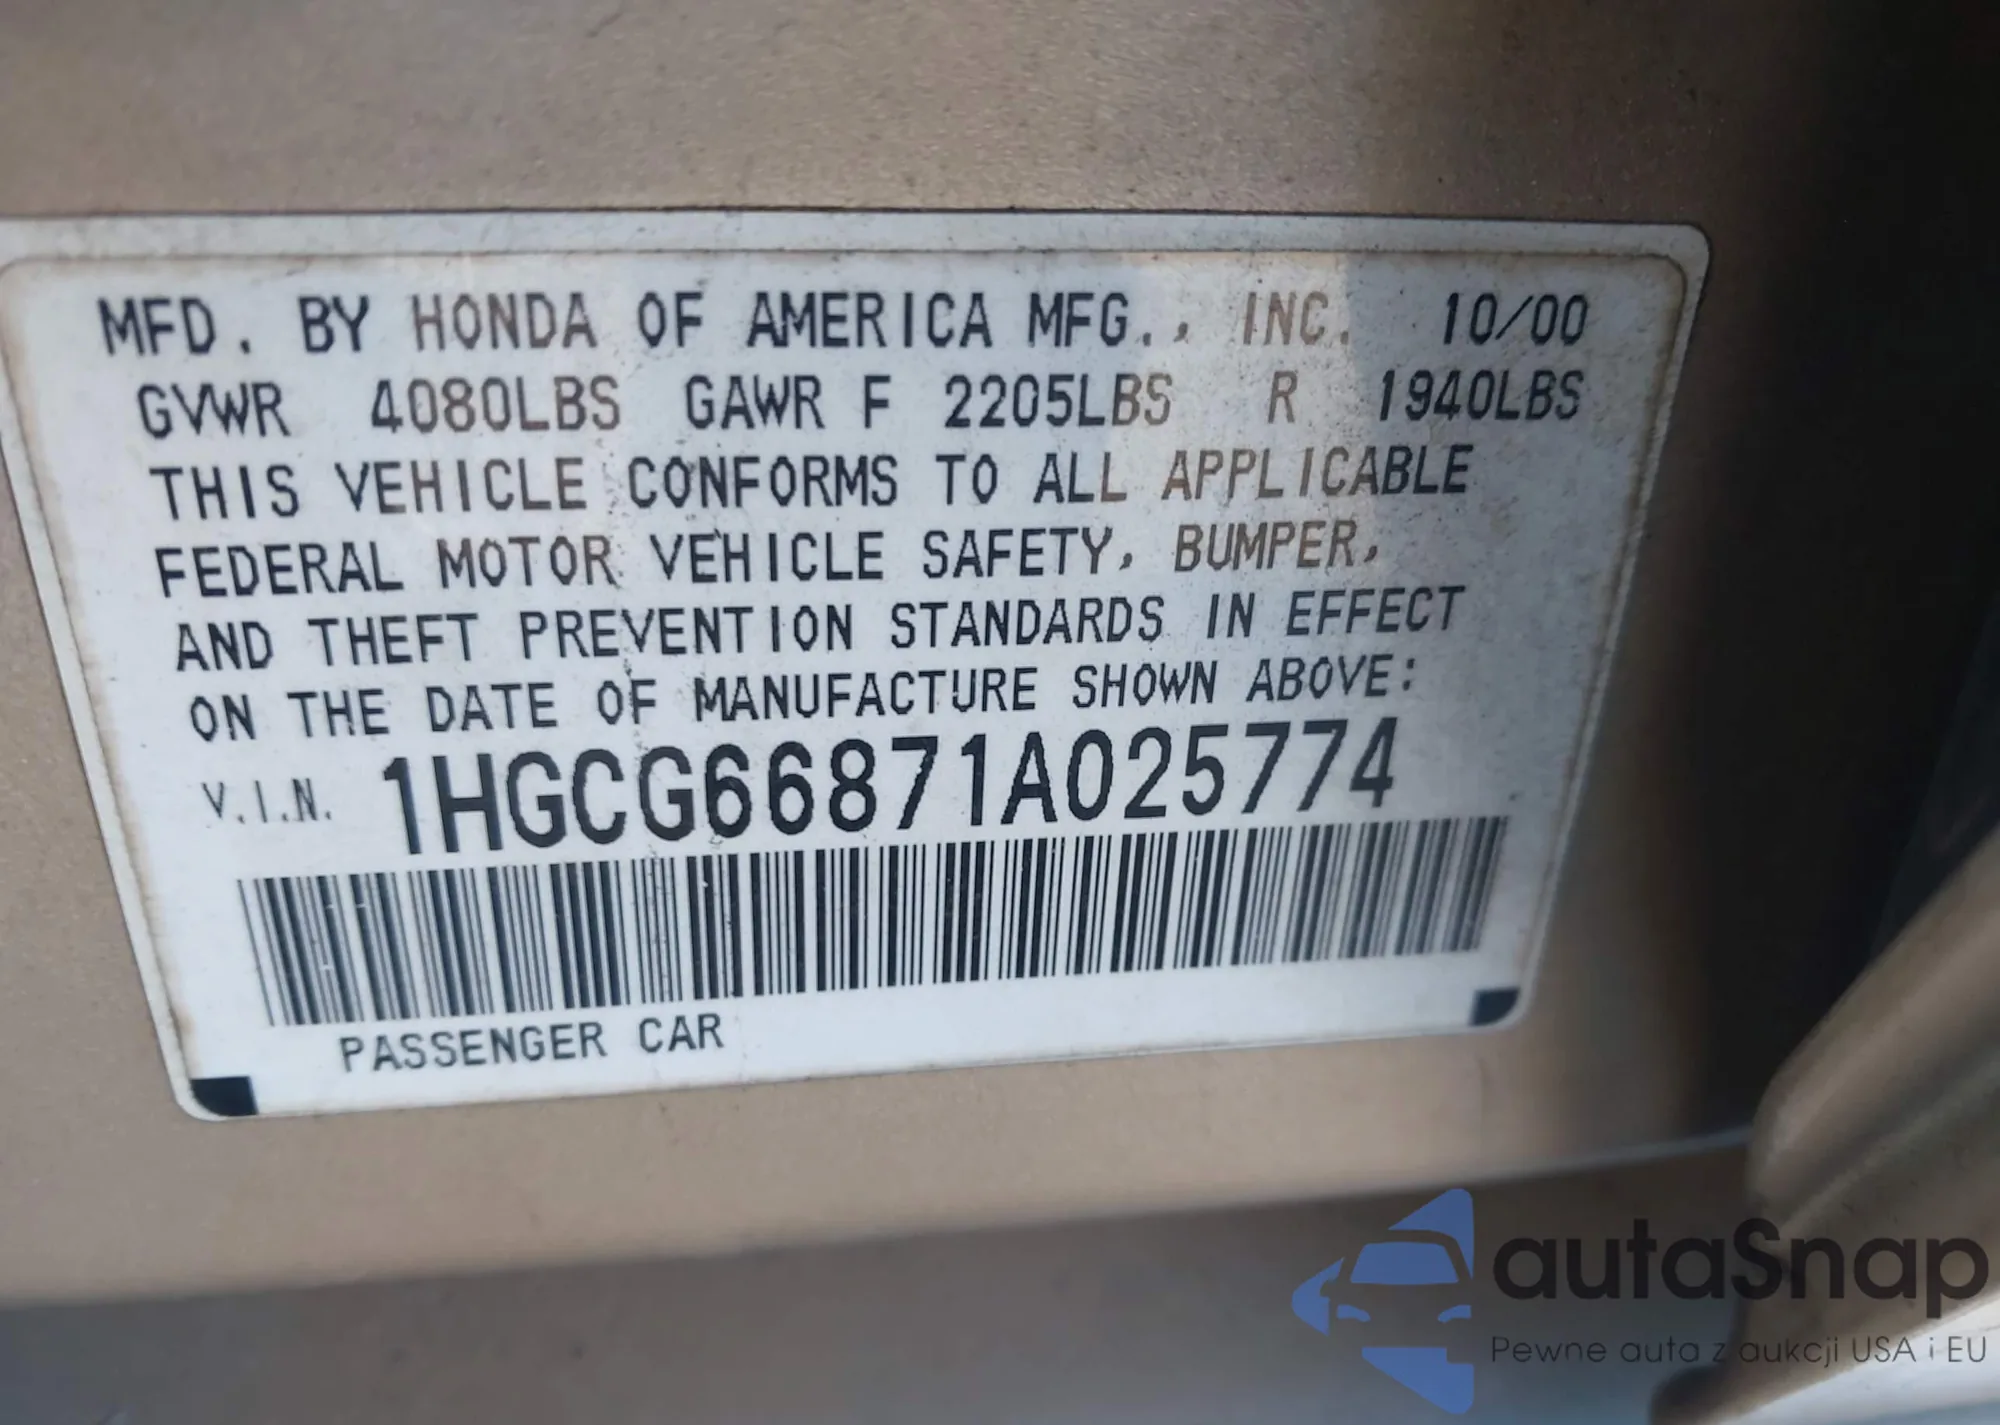 MFD. BY HONDA OF AMERICA MFG., INC. 10/00
GVWR 4080LBS GAWR F 2205LBS R 1940LBS
THIS VEHICLE CONFORMS TO ALL APPLICABLE
FEDERAL MOTOR VEHICLE SAFETY, BUMPER,
AND THEFT PREVENTION STANDARDS IN EFFECT
ON THE DATE OF MANUFACTURE SHOWN ABOVE:
V.I.N. 1HGCG66871A025774
PASSENGER CAR
autaSnap
Pewne auta z aukcji USA i EU